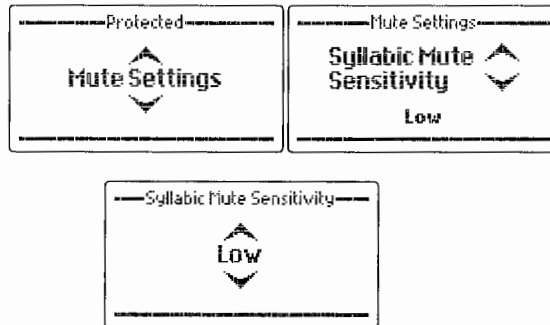 Protected
Mute Settings
Mute Settings
Syllabic Mute
Sensitivity
Low
Syllabic Mute Sensitivity
Low